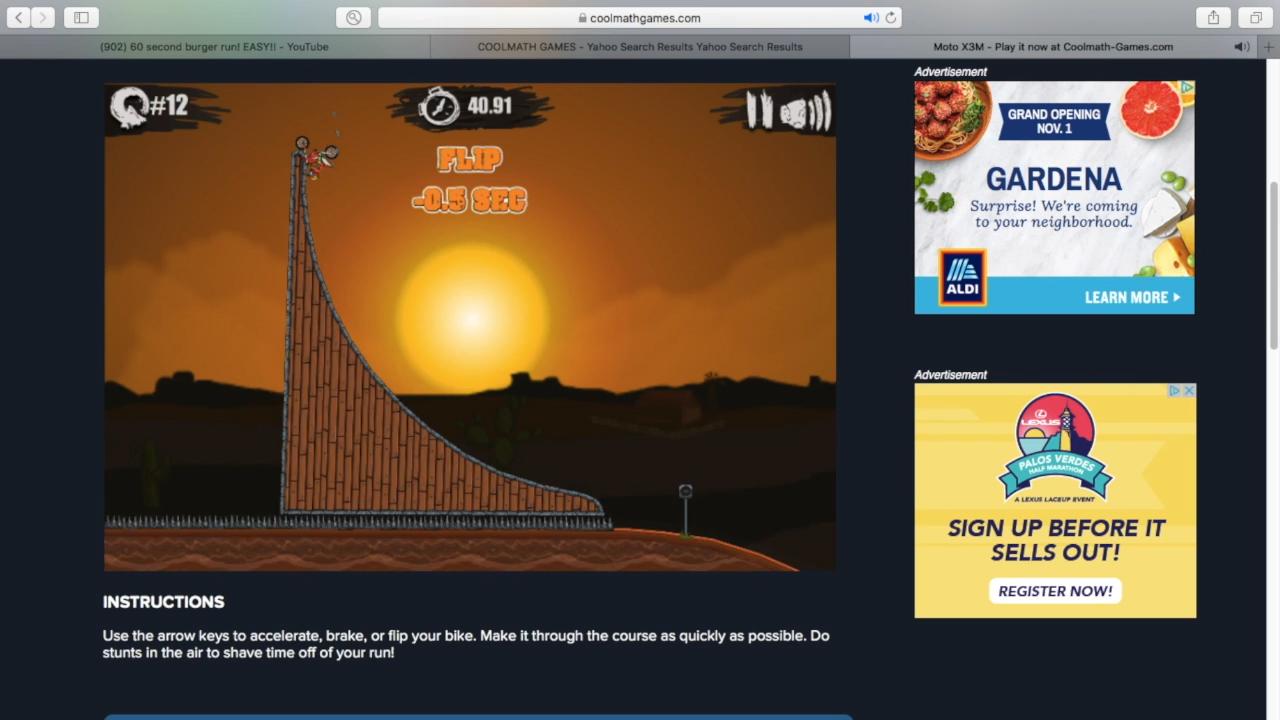 coolmathgames.com
(902) 60 second burger run! EASY!! - YouTube
COOLMATH GAMES - Yahoo Search Results Yahoo Search Results
Moto X3M - Play it now at Coolmath-Games.com
#12
40.91
FLIP
-0.5 SEC
INSTRUCTIONS
Use the arrow keys to accelerate, brake, or flip your bike. Make it through the course as quickly as possible. Do
stunts in the air to shave time off of your run!
Advertisement
GRAND OPENING
NOV. 1
GARDENA
Surprise! We're coming
to your neighborhood.
ALDI
LEARN MORE
Advertisement
LEXUS
PALOS VERDES
HALF MARATHON
A LEXUS LACEUP EVENT
SIGN UP BEFORE IT
SELLS OUT!
REGISTER NOW!